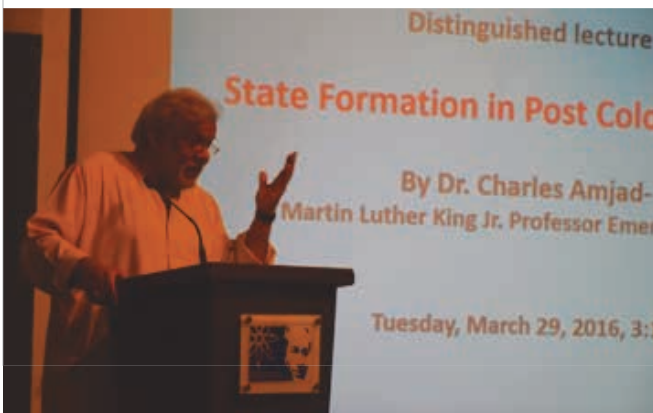 Distinguished lecture
State Formation in Post Colo
By Dr. Charles Amjad-
Martin Luther King Jr. Professor Emer
Tuesday, March 29, 2016, 3: